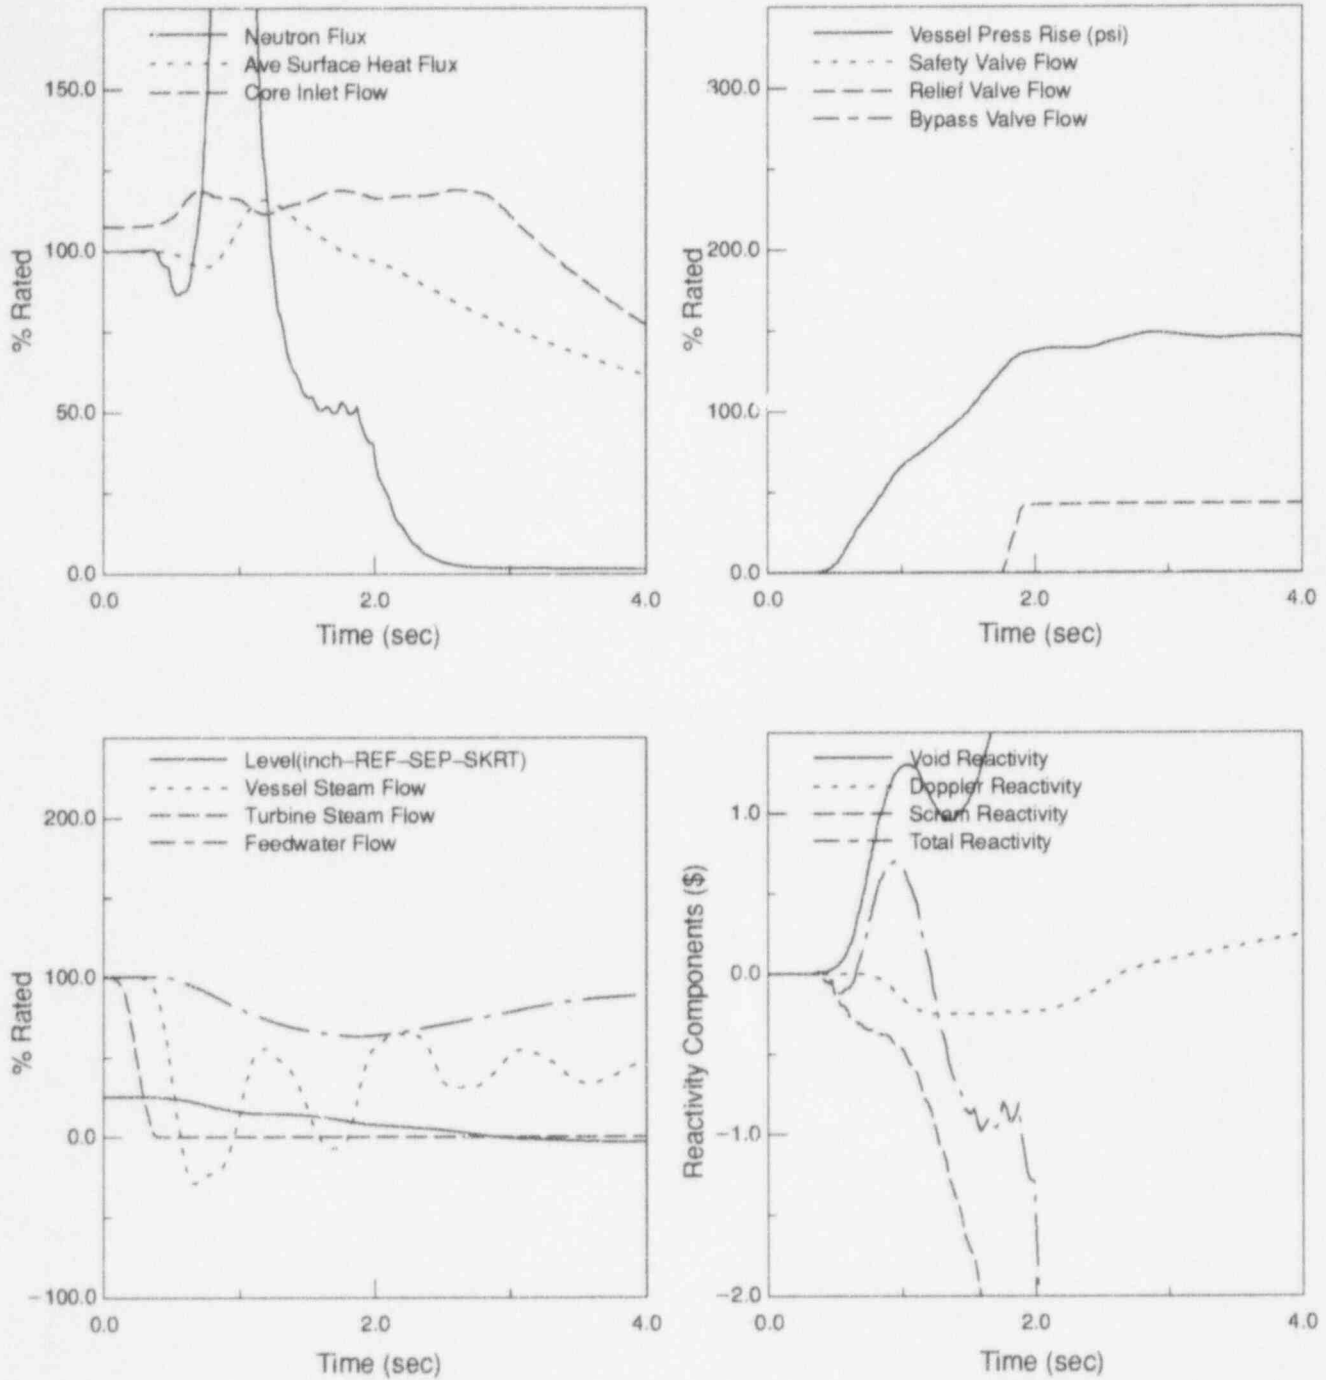 Neutron Flux
Ave Surface Heat Flux
Core Inlet Flow
150.0
100.0
50.0
0.0
% Rated
0.0
2.0
4.0
Time (sec)
Vessel Press Rise (psi)
Safety Valve Flow
Relief Valve Flow
Bypass Valve Flow
300.0
200.0
100.0
0.0
% Rated
0.0
2.0
4.0
Time (sec)
Level(inch-REF-SEP-SKRT)
Vessel Steam Flow
Turbine Steam Flow
Feedwater Flow
200.0
100.0
0.0
-100.0
% Rated
0.0
2.0
4.0
Time (sec)
Void Reactivity
Doppler Reactivity
Scram Reactivity
Total Reactivity
1.0
0.0
-1.0
-2.0
Reactivity Components ($)
0.0
2.0
4.0
Time (sec)